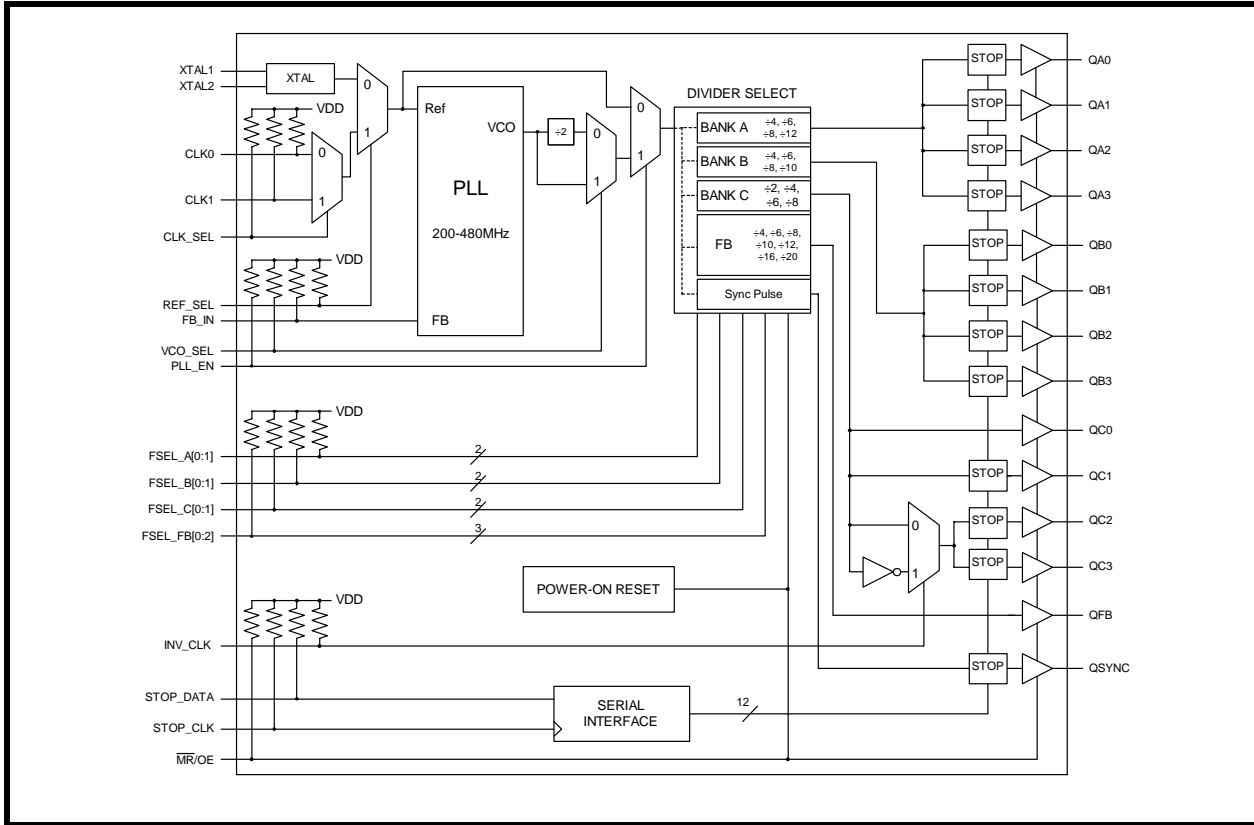 XTAL1
XTAL2
XTAL
0
1
VDD
CLK0
0
CLK1
1
CLK_SEL
VDD
REF_SEL
FB_IN
VCO_SEL
PLL_EN
Ref
VCO
PLL
200-480MHz
FB
÷2
0
1
0
1
DIVIDER SELECT
BANK A
÷4, ÷6,
÷8, ÷12
BANK B
÷4, ÷6,
÷8, ÷10
BANK C
÷2, ÷4,
÷6, ÷8
FB
÷4, ÷6, ÷8,
÷10, ÷12,
÷16, ÷20
Sync Pulse
VDD
FSEL_A[0:1]
2
FSEL_B[0:1]
2
FSEL_C[0:1]
2
FSEL_FB[0:2]
3
POWER-ON RESET
VDD
INV_CLK
STOP_DATA
STOP_CLK
MR/OE
SERIAL
INTERFACE
12
0
1
STOP
QA0
STOP
QA1
STOP
QA2
STOP
QA3
STOP
QB0
STOP
QB1
STOP
QB2
STOP
QB3
QC0
STOP
QC1
STOP
QC2
STOP
QC3
QFB
STOP
QSYNC